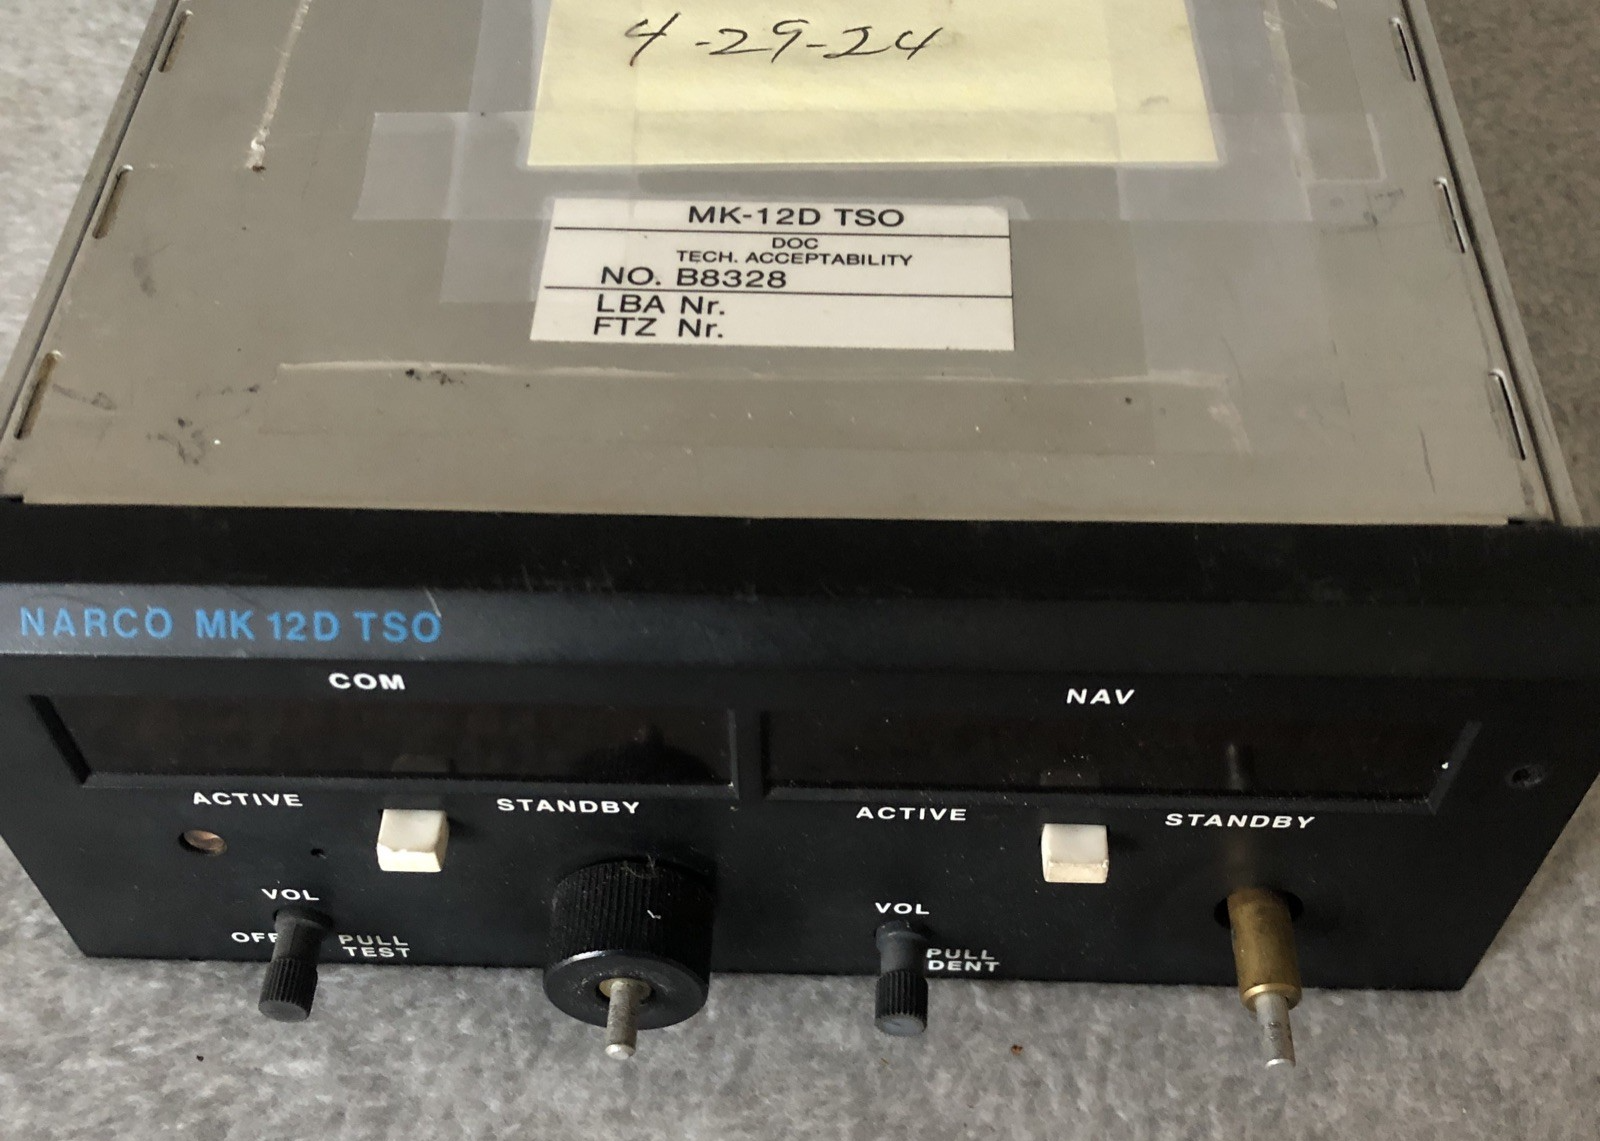 4-29-24
MK-12D TSO
DOC
TECH. ACCEPTABILITY
NO. B8328
LBA Nr.
FTZ Nr.
NARCO MK 12D TSO
COM
NAV
ACTIVE
STANDBY
ACTIVE
STANDBY
VOL
OFF
PULL
TEST
VOL
PULL
DENT